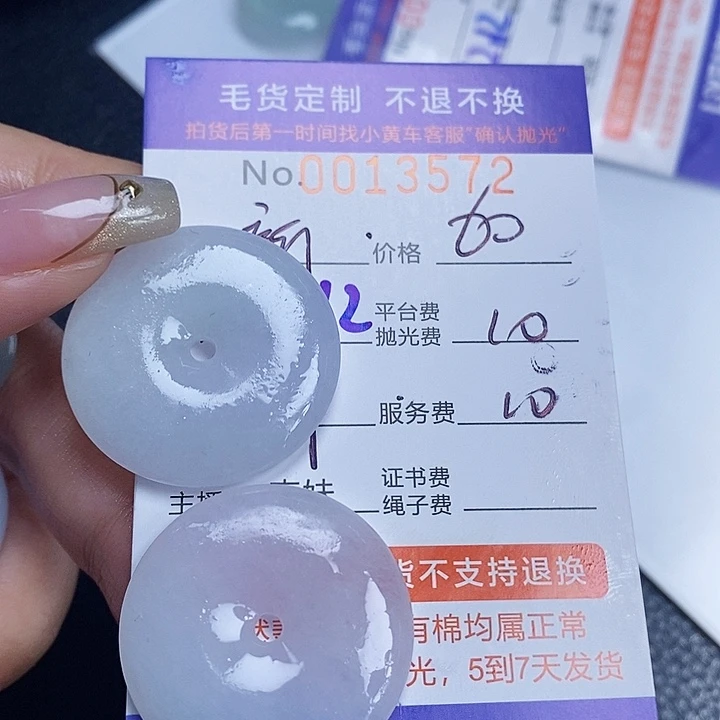 毛货定制 不退不换
拍货后第一时间找小黄车客服“确认抛光”
No.0013572
价格 60
12 平台费
抛光费 10
服务费 10
证书费
绳子费
货不支持退换
有棉均属正常
光，5到7天发货